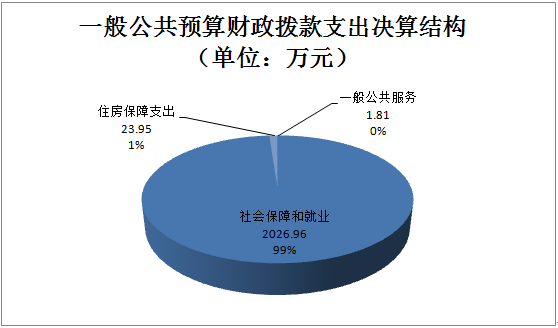 一般公共预算财政拨款支出决算结构
（单位：万元）
住房保障支出
23.95
1%
一般公共服务
1.81
0%
社会保障和就业
2026.96
99%